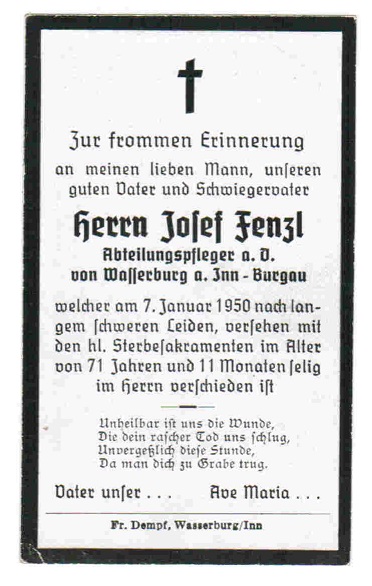 Zur frommen Erinnerung
an meinen lieben Mann, unseren
guten Vater und Schwiegervater
Herrn Josef Fenzl
Abteilungspfleger a. D.
von Wasserburg a. Inn - Burgau
welcher am 7. Januar 1950 nach lan-
gem schweren Leiden, versehen mit
den hl. Sterbesakramenten im Alter
von 71 Jahren und 11 Monaten selig
im Herrn verschieden ist
Unheilbar ist uns die Wunde,
Die dein rascher Tod uns schlug,
Unvergeßlich diese Stunde,
Da man dich zu Grabe trug.
Vater unser . . . Ave Maria . . .
Fr. Dempf, Wasserburg/Inn